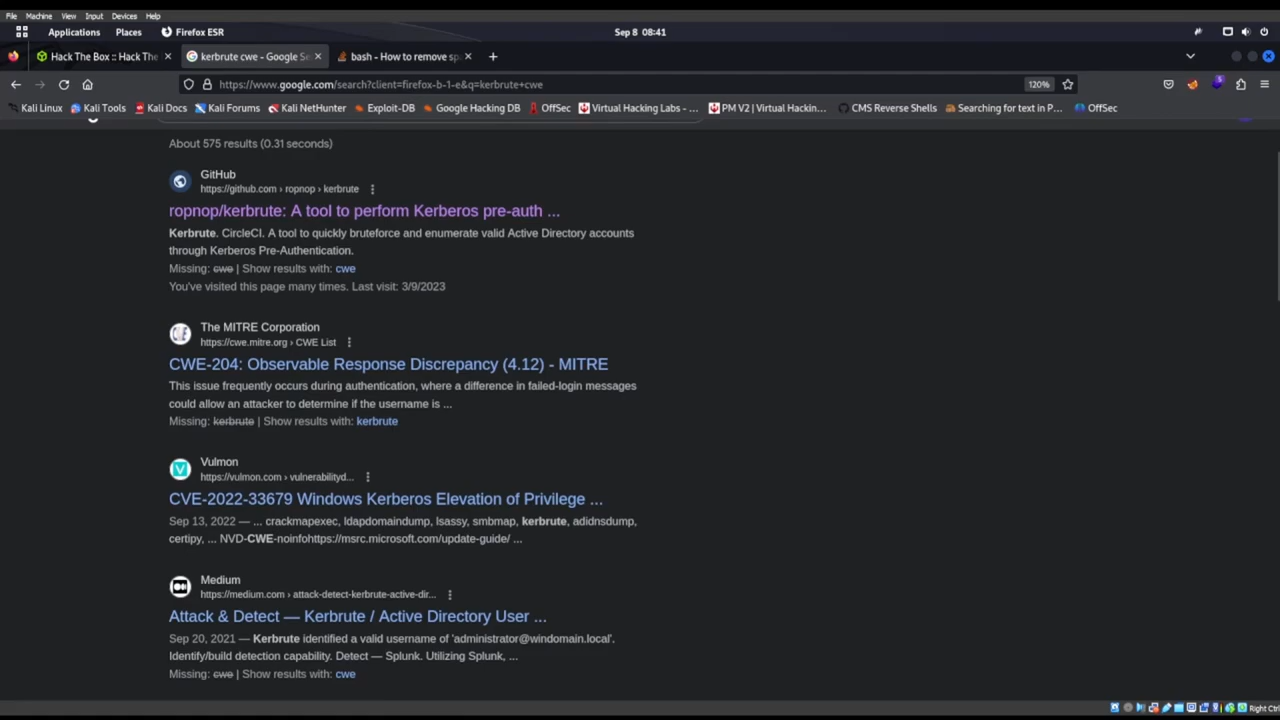 File Machine View Input Devices Help
Applications Places Firefox ESR Sep 8 08:41
Hack The Box :: Hack The kerbrute cwe - Google Se bash - How to remove sp
https://www.google.com/search?client=firefox-b-1-e&q=kerbrute+cwe 120%
Kali Linux Kali Tools Kali Docs Kali Forums Kali NetHunter Exploit-DB Google Hacking DB OffSec Virtual Hacking Labs - ... PM V2 | Virtual Hackin... CMS Reverse Shells Searching for text in P... OffSec
About 575 results (0.31 seconds)
GitHub
https://github.com › ropnop › kerbrute
ropnop/kerbrute: A tool to perform Kerberos pre-auth ...
Kerbrute. CircleCI. A tool to quickly bruteforce and enumerate valid Active Directory accounts
through Kerberos Pre-Authentication.
Missing: cwe | Show results with: cwe
You've visited this page many times. Last visit: 3/9/2023
The MITRE Corporation
https://cwe.mitre.org › CWE List
CWE-204: Observable Response Discrepancy (4.12) - MITRE
This issue frequently occurs during authentication, where a difference in failed-login messages
could allow an attacker to determine if the username is ...
Missing: kerbrute | Show results with: kerbrute
Vulmon
https://vulmon.com › vulnerabilityd...
CVE-2022-33679 Windows Kerberos Elevation of Privilege ...
Sep 13, 2022 — ... crackmapexec, ldapdomaindump, lsassy, smbmap, kerbrute, adidnsdump,
certipy, ... NVD-CWE-noinfohttps://msrc.microsoft.com/update-guide/ ...
Medium
https://medium.com › attack-detect-kerbrute-active-dir...
Attack & Detect — Kerbrute / Active Directory User ...
Sep 20, 2021 — Kerbrute identified a valid username of 'administrator@windomain.local'.
Identify/build detection capability. Detect — Splunk. Utilizing Splunk, ...
Missing: cwe | Show results with: cwe
Right Ctrl